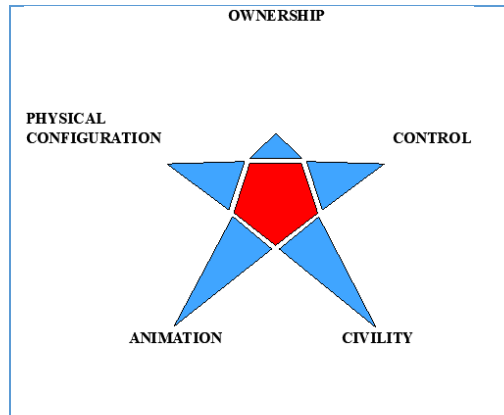 OWNERSHIP
PHYSICAL
CONFIGURATION
CONTROL
ANIMATION
CIVILITY